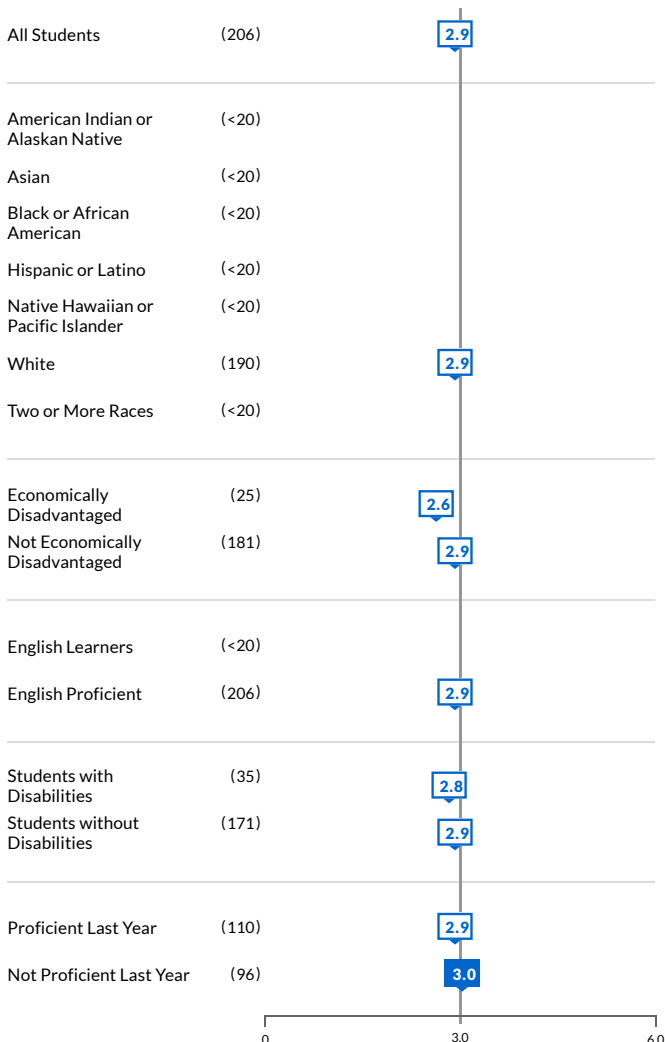 All Students (206) 2.9
American Indian or (<20)
Alaskan Native
Asian (<20)
Black or African (<20)
American
Hispanic or Latino (<20)
Native Hawaiian or (<20)
Pacific Islander
White (190) 2.9
Two or More Races (<20)
Economically (25) 2.6
Disadvantaged
Not Economically (181) 2.9
Disadvantaged
English Learners (<20)
English Proficient (206) 2.9
Students with (35) 2.8
Disabilities
Students without (171) 2.9
Disabilities
Proficient Last Year (110) 2.9
Not Proficient Last Year (96) 3.0
0 3.0 6.0